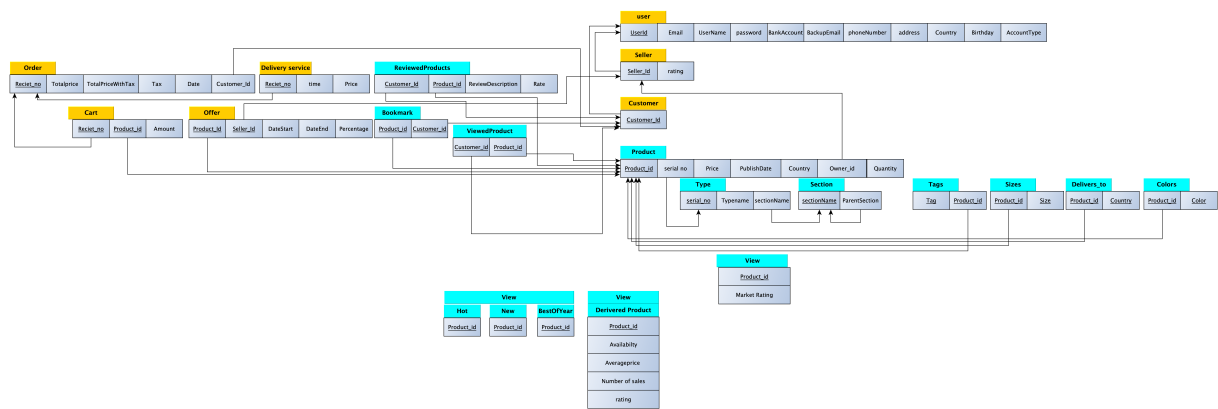 user
UserId Email UserName password BankAccount BackupEmail phoneNumber address Country Birthday AccountType
Seller
Seller_Id rating
Order
Reciet_no Totalprice TotalPriceWithTax Tax Date Customer_Id
Delivery service
Reciet_no time Price
ReviewedProducts
Customer_Id Product_id ReviewDescription Rate
Customer
Customer_Id
Cart
Reciet_no Product_id Amount
Offer
Product_Id Seller_Id DateStart DateEnd Percentage
Bookmark
Product_id Customer_Id
ViewedProduct
Customer_id Product_id
Product
Product_id serial no Price PublishDate Country Owner_id Quantity
Type
serial_no Typename sectionName
Section
sectionName ParentSection
Tags
Tag Product_id
Sizes
Product_id Size
Delivers_to
Product_id Country
Colors
Product_id Color
View
Product_id
Market Rating
View
Hot New BestOfYear
Product_id Product_id Product_id
View
Derivered Product
Product_id
Availabilty
Averageprice
Number of sales
rating